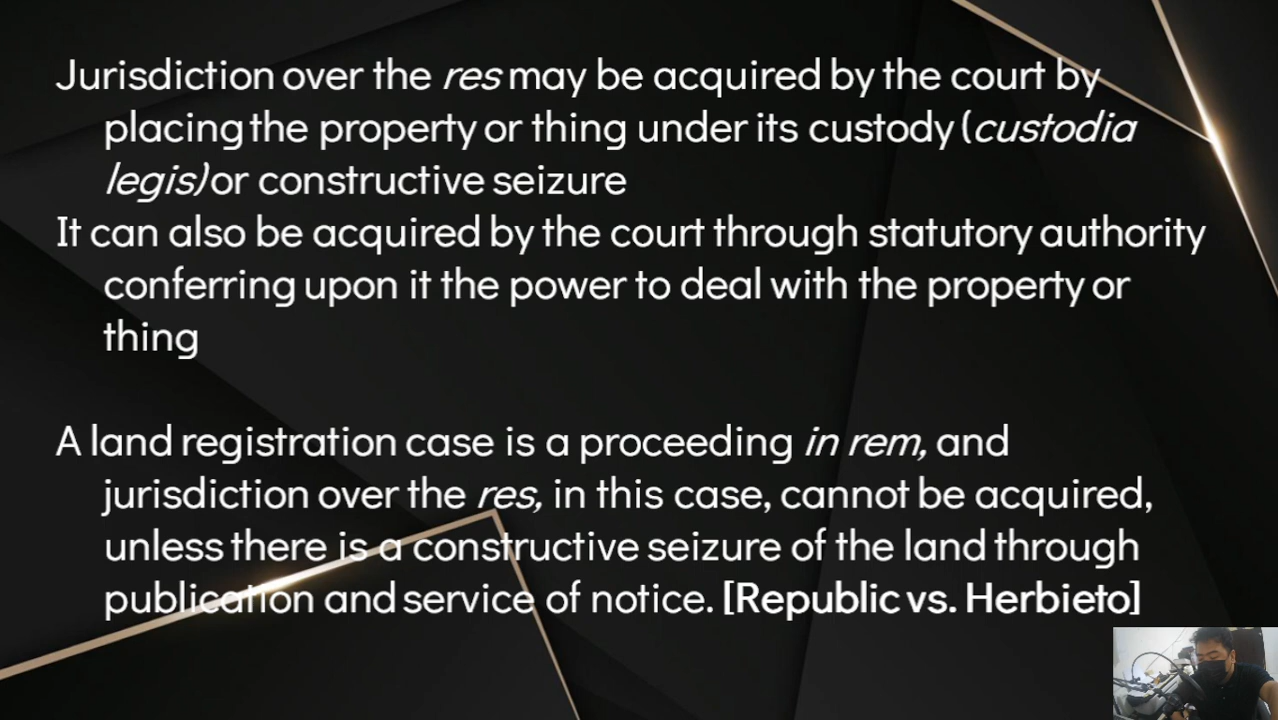 Jurisdiction over the res may be acquired by the court by
placing the property or thing under its custody (custodia
legis) or constructive seizure
It can also be acquired by the court through statutory authority
conferring upon it the power to deal with the property or
thing
A land registration case is a proceeding in rem, and
jurisdiction over the res, in this case, cannot be acquired,
unless there is a constructive seizure of the land through
publication and service of notice. [Republic vs. Herbieto]